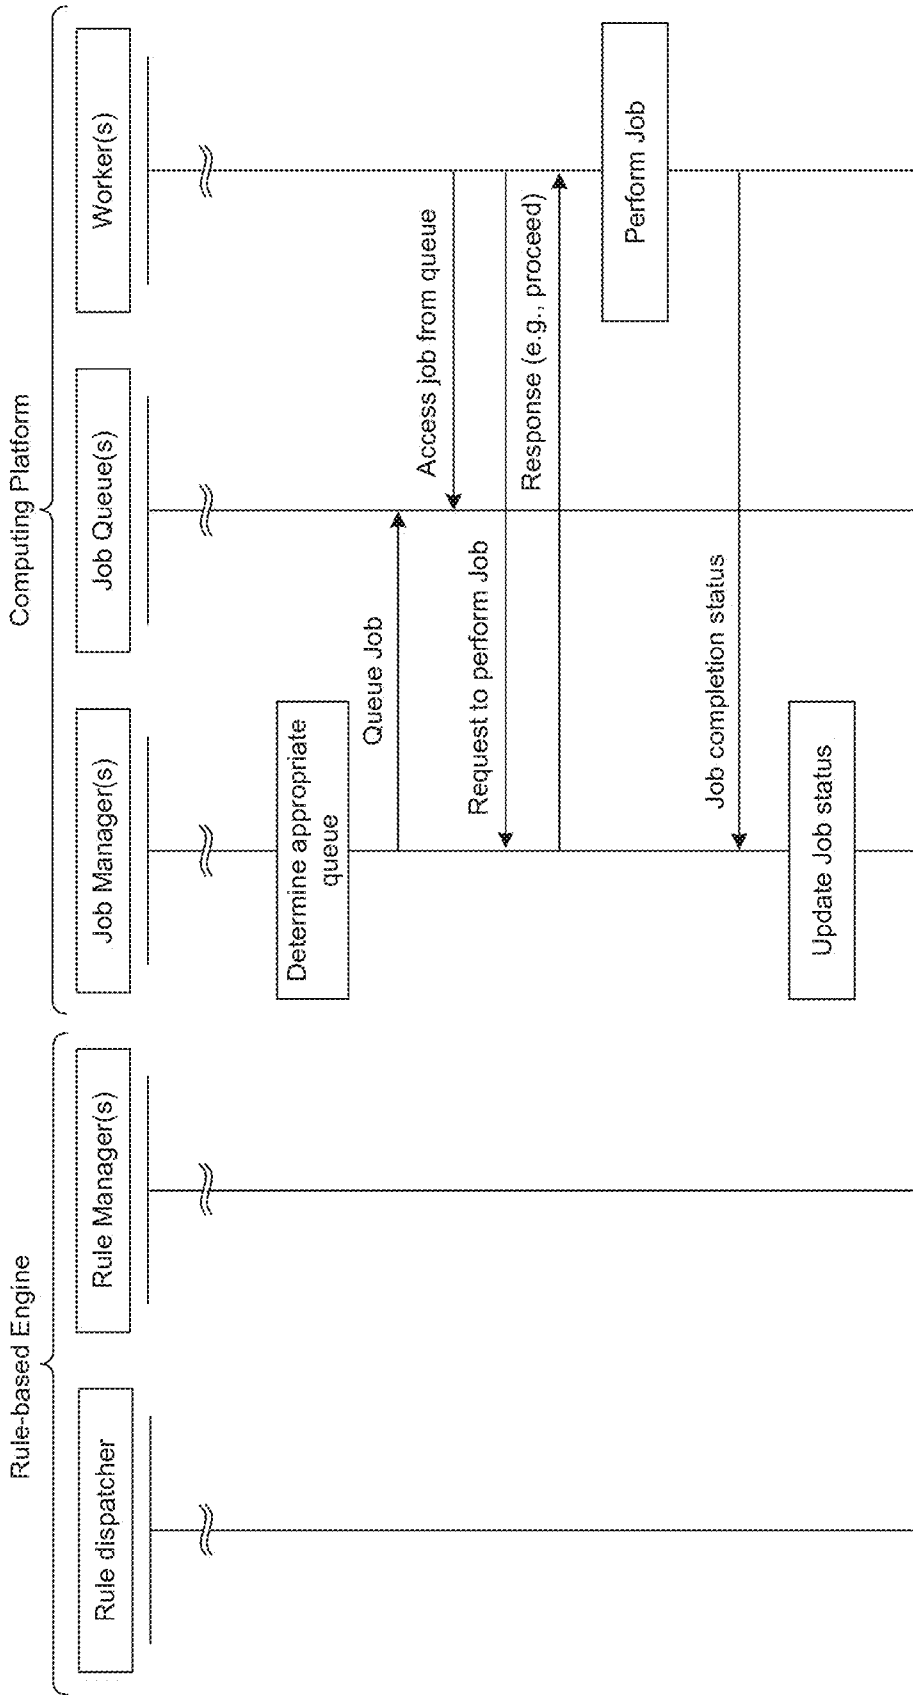 Rule-based Engine
Computing Platform
Rule dispatcher
Rule Manager(s)
Job Manager(s)
Job Queue(s)
Worker(s)
Determine appropriate
queue
Queue Job
Access job from queue
Request to perform Job
Response (e.g., proceed)
Perform Job
Job completion status
Update Job status